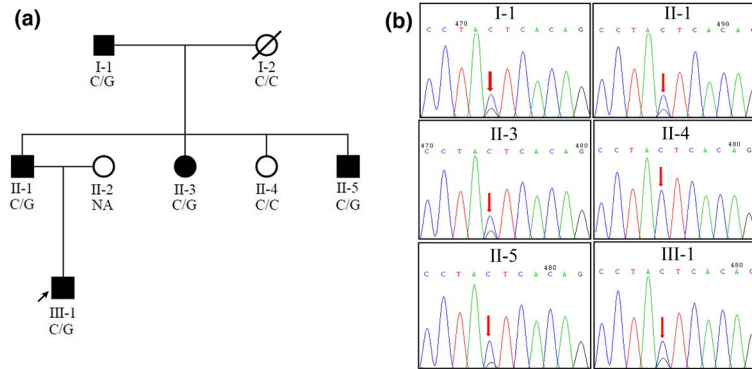 (a)
I-1
C/G
I-2
C/C
II-1
C/G
II-2
NA
II-3
C/G
II-4
C/C
II-5
C/G
III-1
C/G
(b)
I-1
470
C C T A C T C A C A G
II-1
490
C C T A C T C A C A G
II-3
470 480
C C T A C T C A C A G
II-4
480
C C T A C T C A C A G
II-5
480
C C T A C T C A C A G
III-1
480
C C T A C T C A C A G